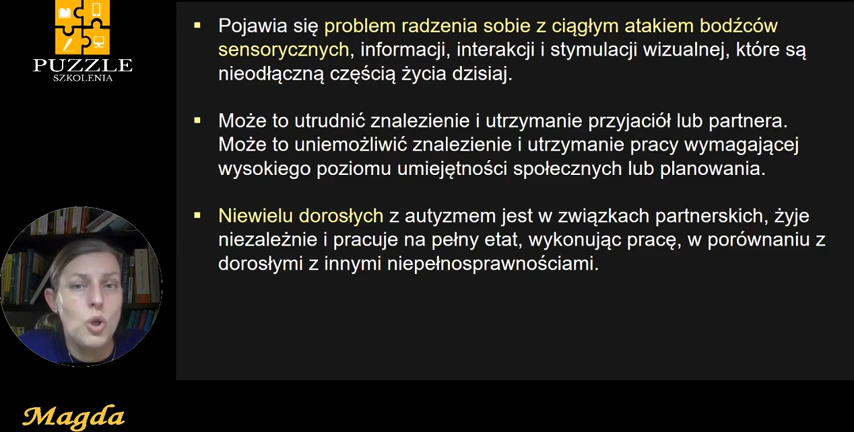 PUZZLE
SZKOLENIA
▪ Pojawia się problem radzenia sobie z ciągłym atakiem bodźców
sensorycznych, informacji, interakcji i stymulacji wizualnej, które są
nieodłączną częścią życia dzisiaj.
▪ Może to utrudnić znalezienie i utrzymanie przyjaciół lub partnera.
Może to uniemożliwić znalezienie i utrzymanie pracy wymagającej
wysokiego poziomu umiejętności społecznych lub planowania.
▪ Niewielu dorosłych z autyzmem jest w związkach partnerskich, żyje
niezależnie i pracuje na pełny etat, wykonując pracę, w porównaniu z
dorosłymi z innymi niepełnosprawnościami.
Magda